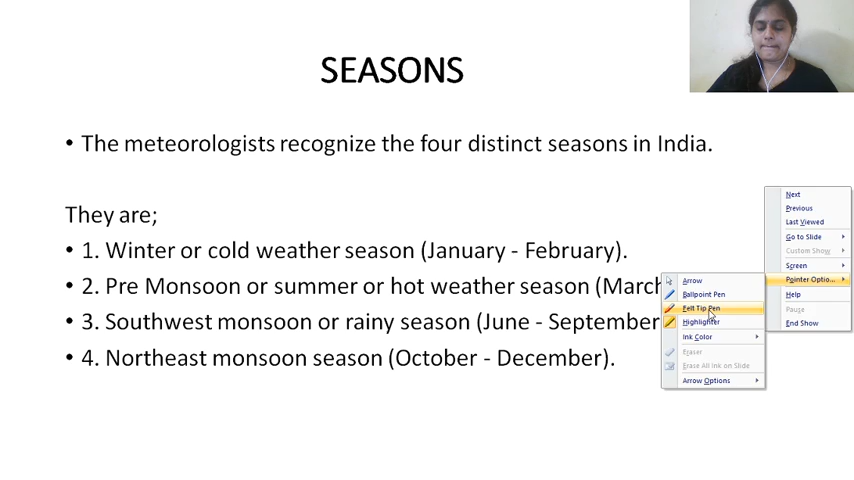 SEASONS
• The meteorologists recognize the four distinct seasons in India.
They are;
• 1. Winter or cold weather season (January - February).
• 2. Pre Monsoon or summer or hot weather season (March
• 3. Southwest monsoon or rainy season (June - September
• 4. Northeast monsoon season (October - December).
Next
Previous
Last Viewed
Go to Slide
Custom Show
Screen
Pointer Optio...
Help
Pause
End Show
Arrow
Ballpoint Pen
Felt Tip Pen
Highlighter
Ink Color
Eraser
Erase All Ink on Slide
Arrow Options